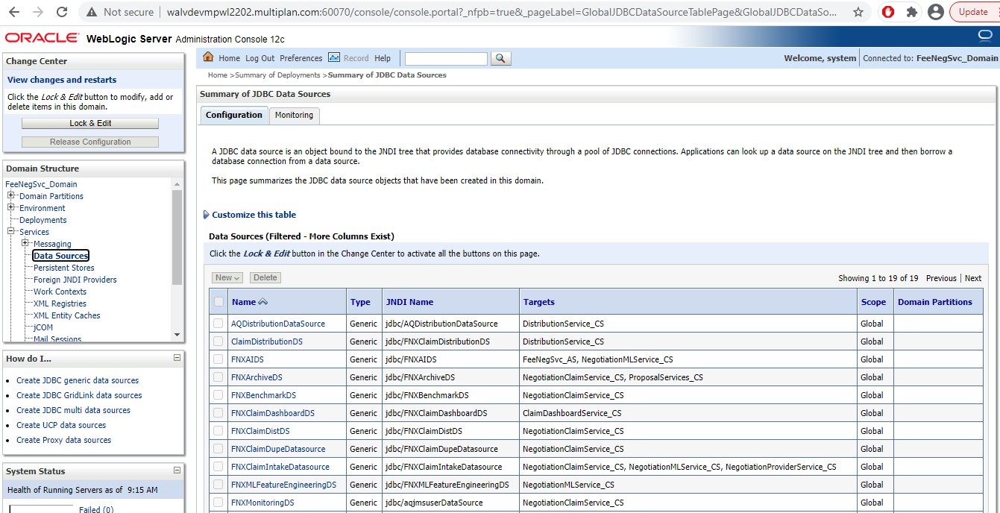 Not secure | walvdevmpwl2202.multiplan.com:60070/console/console.portal?_nfpb=true&_pageLabel=GlobalJDBCDataSourceTablePage&GlobalJDBCDataSo... Update
ORACLE WebLogic Server Administration Console 12c
Change Center
View changes and restarts
Click the Lock & Edit button to modify, add or
delete items in this domain.
Lock & Edit
Release Configuration
Domain Structure
FeeNegSvc_Domain
Domain Partitions
Environment
Deployments
Services
Messaging
Data Sources
Persistent Stores
Foreign JNDI Providers
Work Contexts
XML Registries
XML Entity Caches
jCOM
Mail Sessions
How do I...
Create JDBC generic data sources
Create JDBC GridLink data sources
Create JDBC multi data sources
Create UCP data sources
Create Proxy data sources
System Status
Health of Running Servers as of 9:15 AM
Failed (0)
Home Log Out Preferences Record Help
Welcome, system Connected to: FeeNegSvc_Domain
Home >Summary of Deployments >Summary of JDBC Data Sources
Summary of JDBC Data Sources
Configuration Monitoring
A JDBC data source is an object bound to the JNDI tree that provides database connectivity through a pool of JDBC connections. Applications can look up a data source on the JNDI tree and then borrow a
database connection from a data source.
This page summarizes the JDBC data source objects that have been created in this domain.
Customize this table
Data Sources (Filtered - More Columns Exist)
Click the Lock & Edit button in the Change Center to activate all the buttons on this page.
New Delete Showing 1 to 19 of 19 Previous | Next
Name Type JNDI Name Targets Scope Domain Partitions
AQDistributionDataSource Generic jdbc/AQDistributionDataSource DistributionService_CS Global
ClaimDistributionDS Generic jdbc/FNXClaimDistributionDS DistributionService_CS Global
FNXAIDS Generic jdbc/FNXAIDS FeeNegSvc_AS, NegotiationMLService_CS Global
FNXArchiveDS Generic jdbc/FNXArchiveDS NegotiationClaimService_CS, ProposalServices_CS Global
FNXBenchmarkDS Generic jdbc/FNXBenchmarkDS NegotiationClaimService_CS Global
FNXClaimDashboardDS Generic jdbc/FNXClaimDashboardDS ClaimDashboardService_CS Global
FNXClaimDistDS Generic jdbc/FNXClaimDistDS NegotiationClaimService_CS Global
FNXClaimDupeDatasource Generic jdbc/FNXClaimDupeDatasource NegotiationClaimService_CS Global
FNXClaimIntakeDatasource Generic jdbc/FNXClaimIntakeDatasource NegotiationClaimService_CS, NegotiationMLService_CS, NegotiationProviderService_CS Global
FNXMLFeatureEngineeringDS Generic jdbc/FNXMLFeatureEngineeringDS NegotiationMLService_CS Global
FNXMonitoringDS Generic jdbc/aqjmsuserDataSource NegotiationClaimService_CS Global